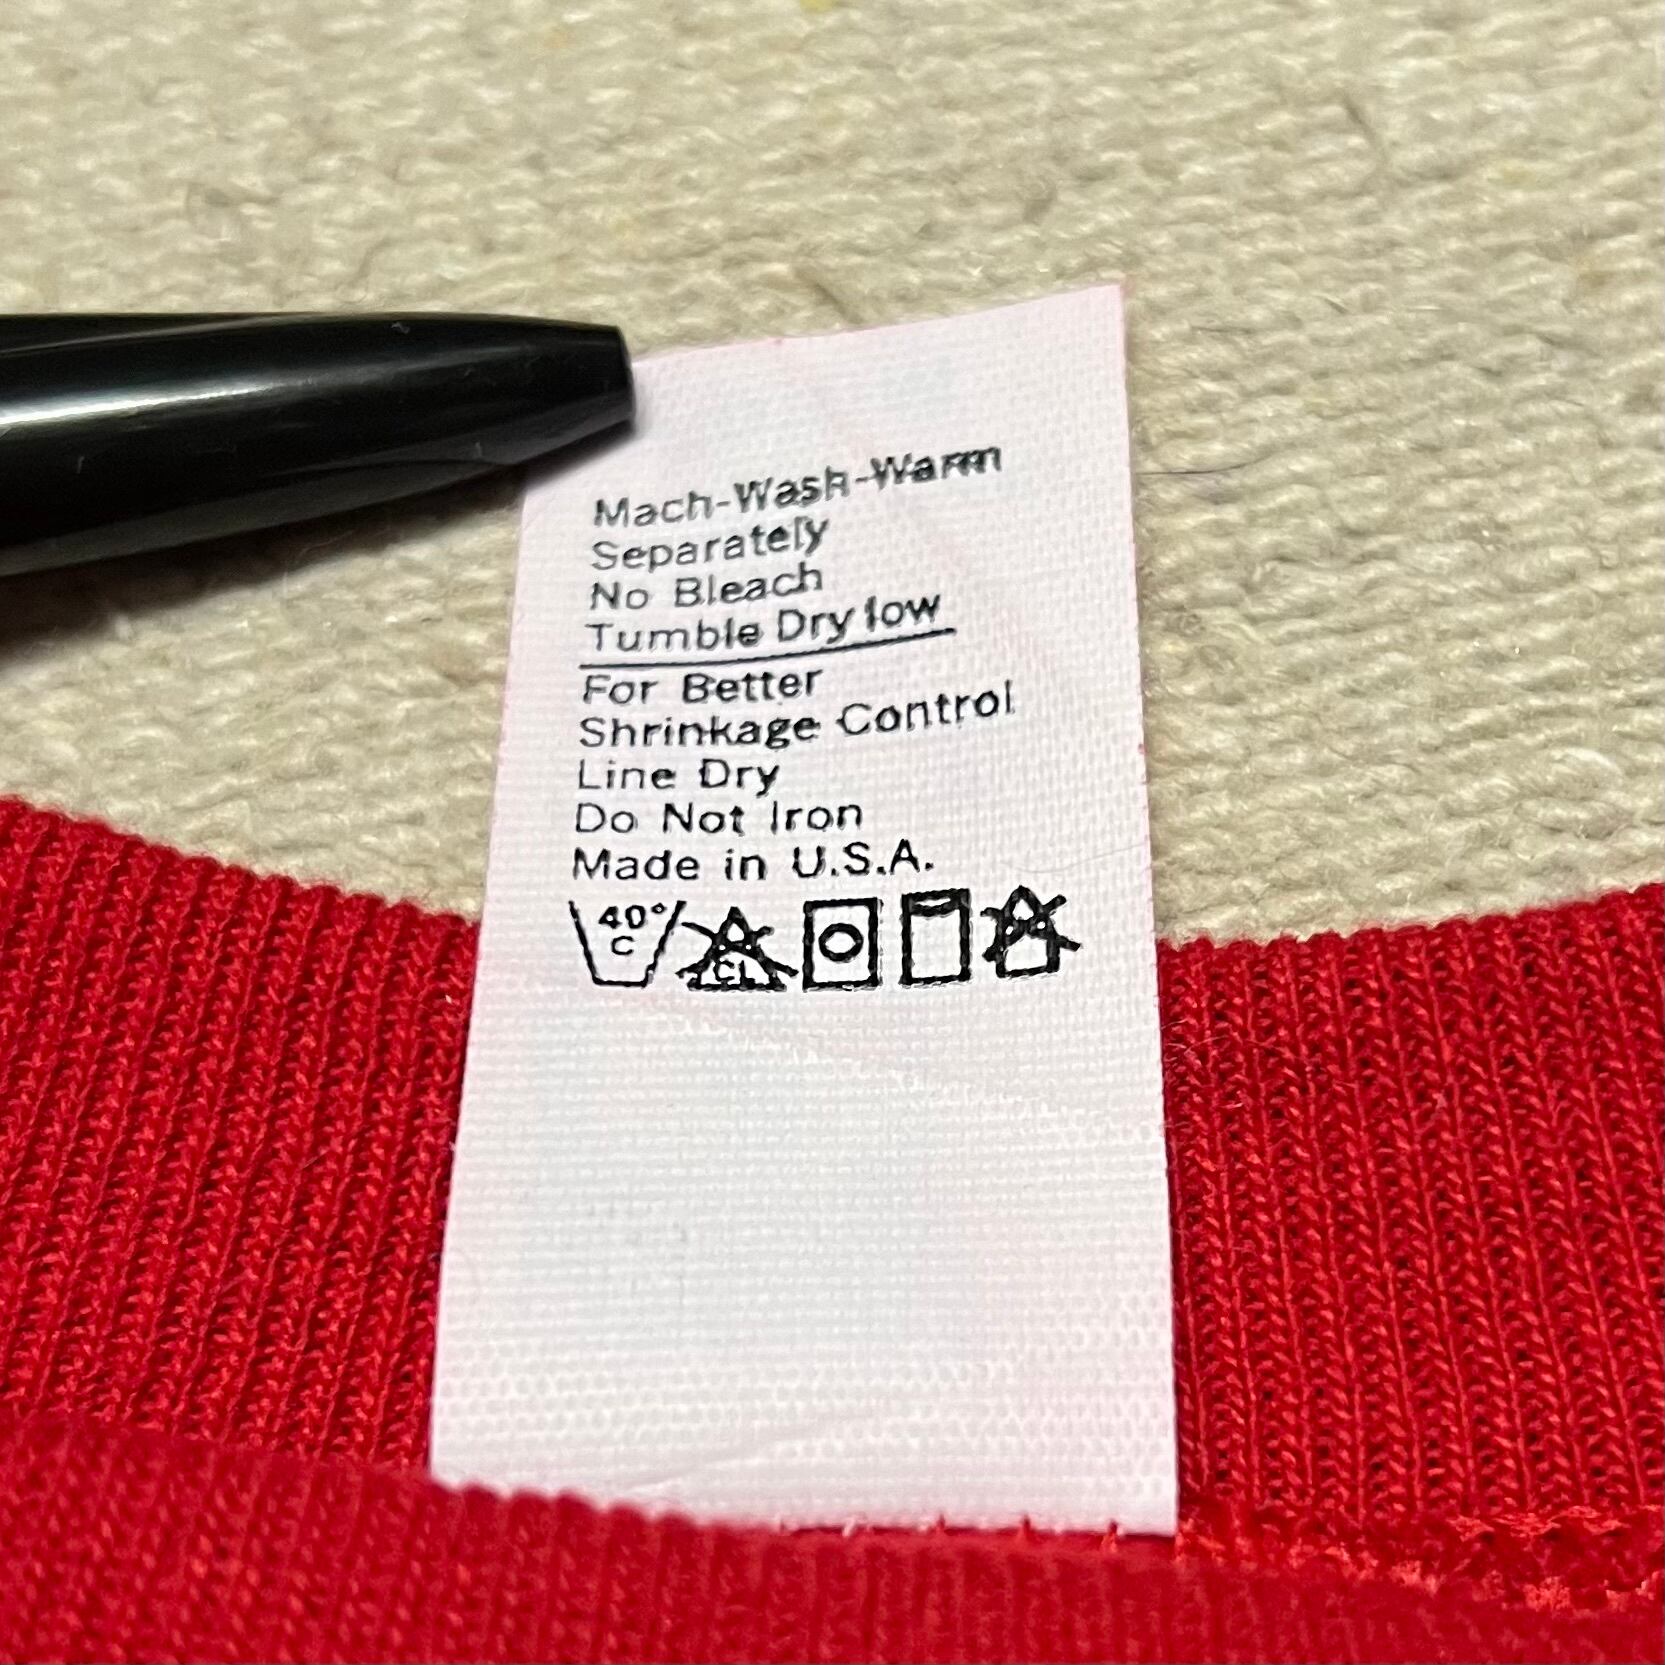 Mach-Wash-Warm
Separately
No Bleach
Tumble Dry low
For Better
Shrinkage Control
Line Dry
Do Not Iron
Made in U.S.A.
40° C CL